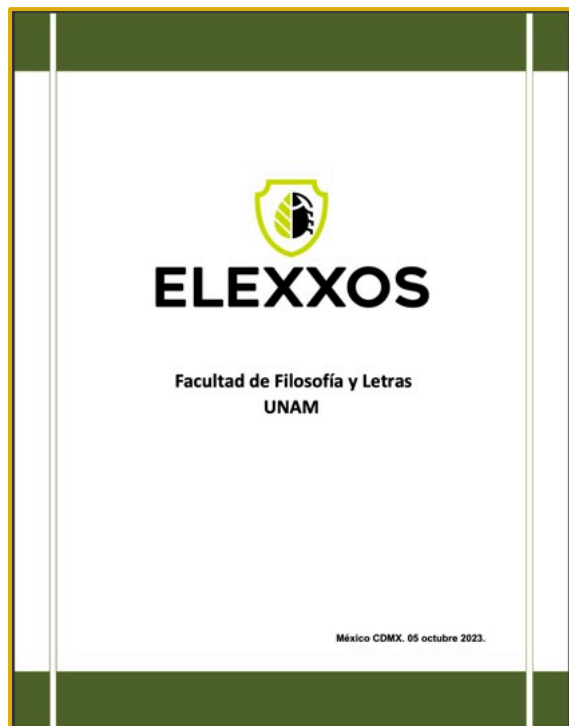 ELEXXOS
Facultad de Filosofía y Letras
UNAM
México CDMX. 05 octubre 2023.